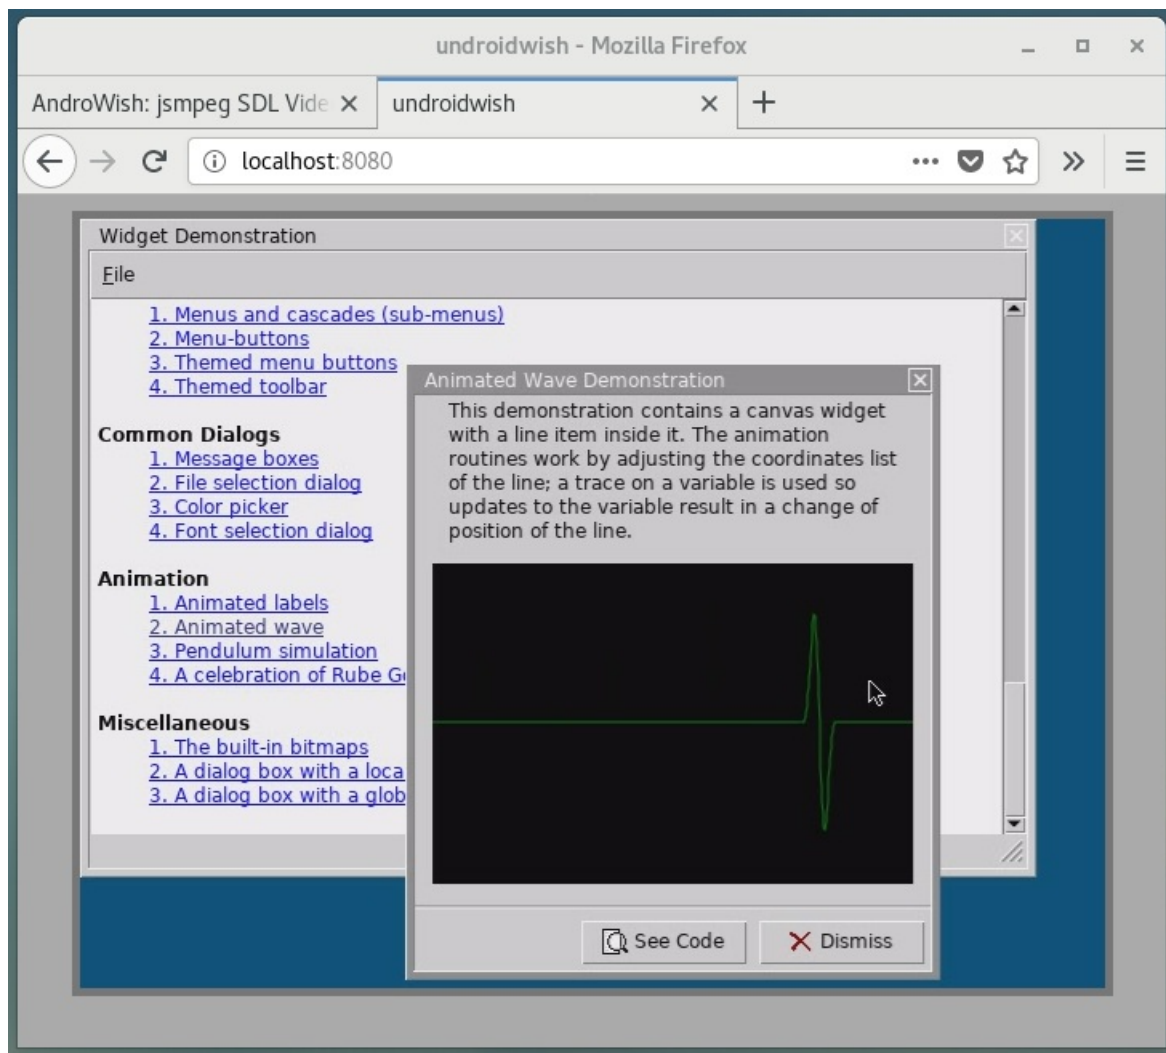 undroidwish - Mozilla Firefox
AndroWish: jsmpeg SDL Vide
undroidwish
localhost:8080
Widget Demonstration
File
1. Menus and cascades (sub-menus)
2. Menu-buttons
3. Themed menu buttons
4. Themed toolbar
Common Dialogs
1. Message boxes
2. File selection dialog
3. Color picker
4. Font selection dialog
Animation
1. Animated labels
2. Animated wave
3. Pendulum simulation
4. A celebration of Rube Go
Miscellaneous
1. The built-in bitmaps
2. A dialog box with a loca
3. A dialog box with a glob
Animated Wave Demonstration
This demonstration contains a canvas widget
with a line item inside it. The animation
routines work by adjusting the coordinates list
of the line; a trace on a variable is used so
updates to the variable result in a change of
position of the line.
See Code
Dismiss